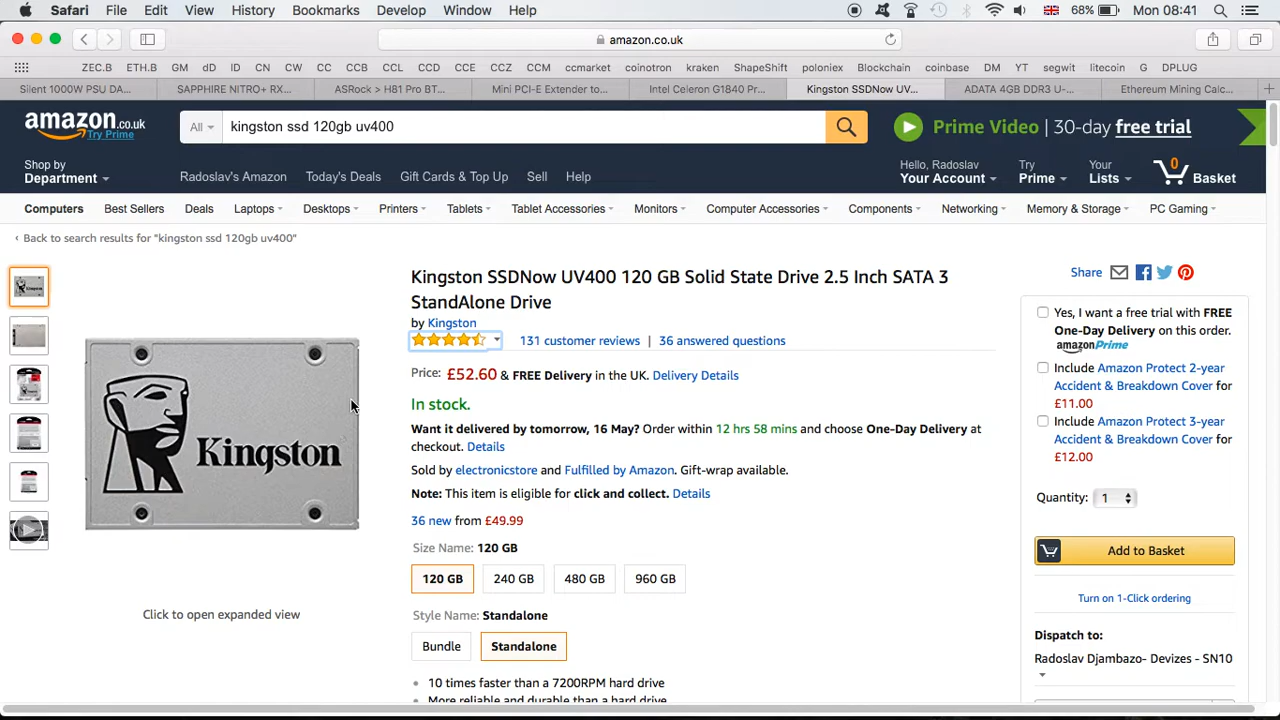 Safari File Edit View History Bookmarks Develop Window Help 68% Mon 08:41
amazon.co.uk
ZEC.B ETH.B GM dD ID CN CW CC CCB CCL CCD CCE CCZ CCM ccmarket coinotron kraken ShapeShift poloniex Blockchain coinbase DM YT segwit litecoin G DPLUG
Silent 1000W PSU DA... SAPPHIRE NITRO+ RX... ASRock > H81 Pro BT... Mini PCI-E Extender to... Intel Celeron G1840 Pr... Kingston SSDNow UV... ADATA 4GB DDR3 U-... Ethereum Mining Calc... +
amazon.co.uk
Try Prime
All kingston ssd 120gb uv400
Prime Video | 30-day free trial
Shop by
Department
Radoslav's Amazon Today's Deals Gift Cards & Top Up Sell Help
Hello, Radoslav
Your Account
Try
Prime
Your
Lists
0
Basket
Computers Best Sellers Deals Laptops Desktops Printers Tablets Tablet Accessories Monitors Computer Accessories Components Networking Memory & Storage PC Gaming
‹ Back to search results for "kingston ssd 120gb uv400"
Kingston
Click to open expanded view
Kingston SSDNow UV400 120 GB Solid State Drive 2.5 Inch SATA 3
StandAlone Drive
by Kingston
131 customer reviews | 36 answered questions
Price: £52.60 & FREE Delivery in the UK. Delivery Details
In stock.
Want it delivered by tomorrow, 16 May? Order within 12 hrs 58 mins and choose One-Day Delivery at
checkout. Details
Sold by electronicstore and Fulfilled by Amazon. Gift-wrap available.
Note: This item is eligible for click and collect. Details
36 new from £49.99
Size Name: 120 GB
120 GB 240 GB 480 GB 960 GB
Style Name: Standalone
Bundle Standalone
• 10 times faster than a 7200RPM hard drive
• More reliable and durable than a hard drive
Share
Yes, I want a free trial with FREE
One-Day Delivery on this order.
amazonPrime
Include Amazon Protect 2-year
Accident & Breakdown Cover for
£11.00
Include Amazon Protect 3-year
Accident & Breakdown Cover for
£12.00
Quantity: 1
Add to Basket
Turn on 1-Click ordering
Dispatch to:
Radoslav Djambazo- Devizes - SN10